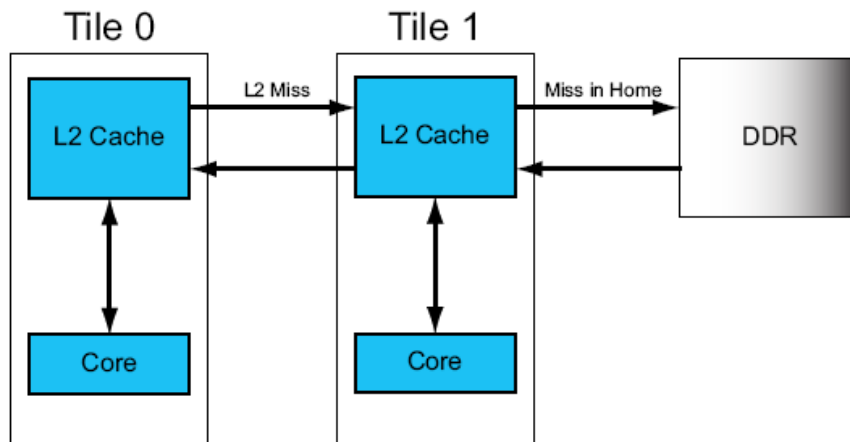 Tile 0
Tile 1
L2 Miss
Miss in Home
L2 Cache
L2 Cache
DDR
Core
Core